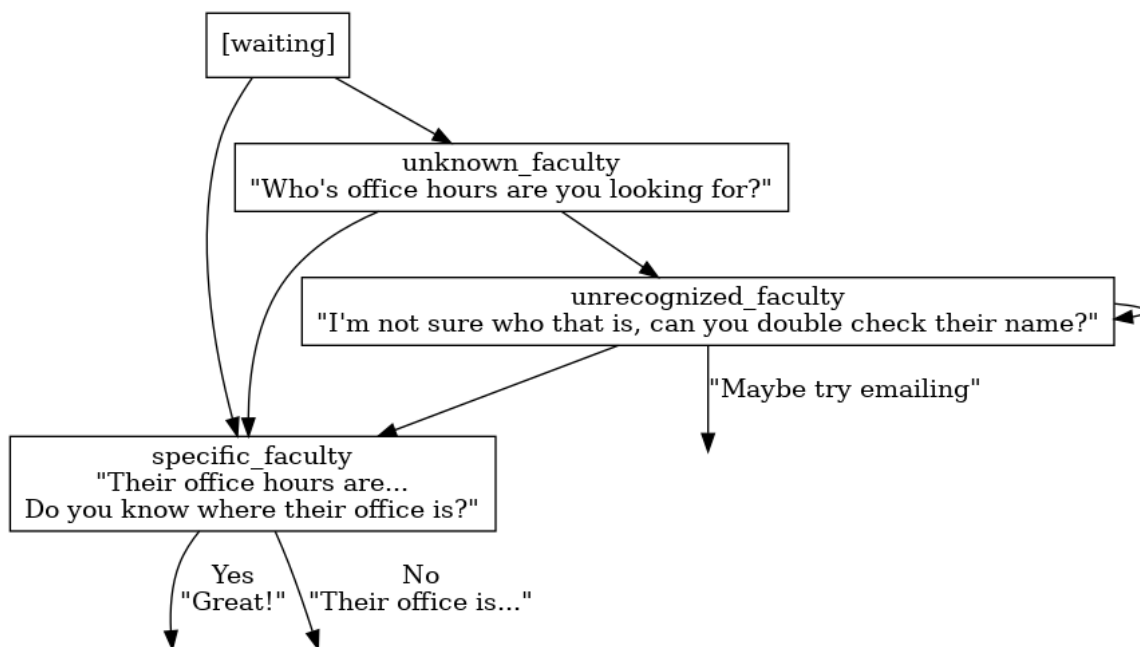 [waiting]
unknown_faculty
"Who's office hours are you looking for?"
unrecognized_faculty
"I'm not sure who that is, can you double check their name?"
"Maybe try emailing"
specific_faculty
"Their office hours are...
Do you know where their office is?"
Yes
"Great!"
No
"Their office is..."